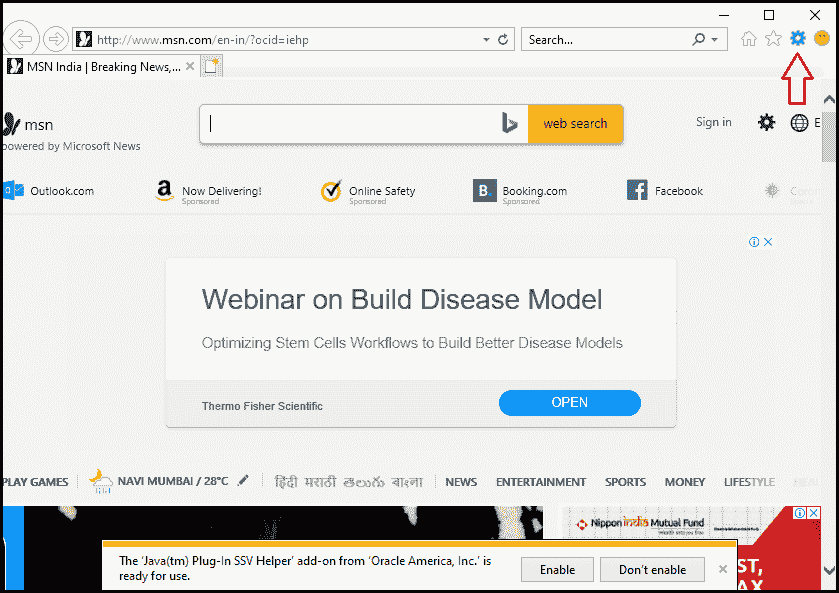 http://www.msn.com/en-in/?ocid=iehp
Search...
MSN India | Breaking News,...
msn
powered by Microsoft News
web search
Sign in
E
Outlook.com
a
Now Delivering!
Sponsored
Online Safety
Sponsored
B.
Booking.com
Sponsored
Facebook
Webinar on Build Disease Model
Optimizing Stem Cells Workflows to Build Better Disease Models
Thermo Fisher Scientific
OPEN
PLAY GAMES
NAVI MUMBAI / 28°C
हिंदी मराठी తెలుగు বাংলা
NEWS ENTERTAINMENT SPORTS MONEY LIFESTYLE HEAL
Nippon india Mutual Fund
ST,
AX
The 'Java(tm) Plug-In SSV Helper' add-on from 'Oracle America, Inc.' is
ready for use.
Enable
Don't enable